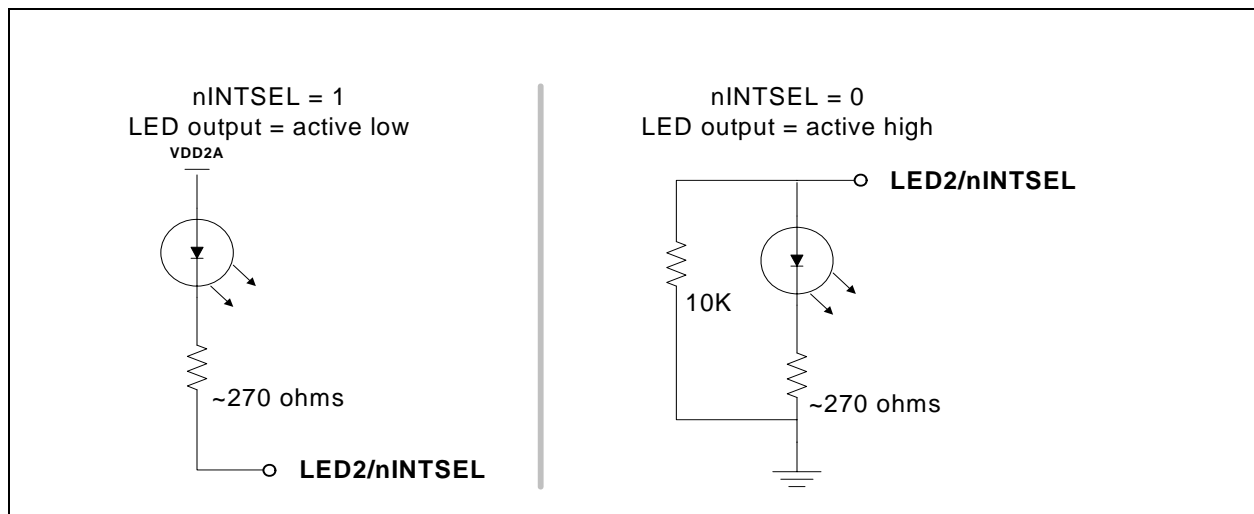 nINTSEL = 1
LED output = active low
VDD2A
~270 ohms
LED2/nINTSEL
nINTSEL = 0
LED output = active high
LED2/nINTSEL
10K
~270 ohms